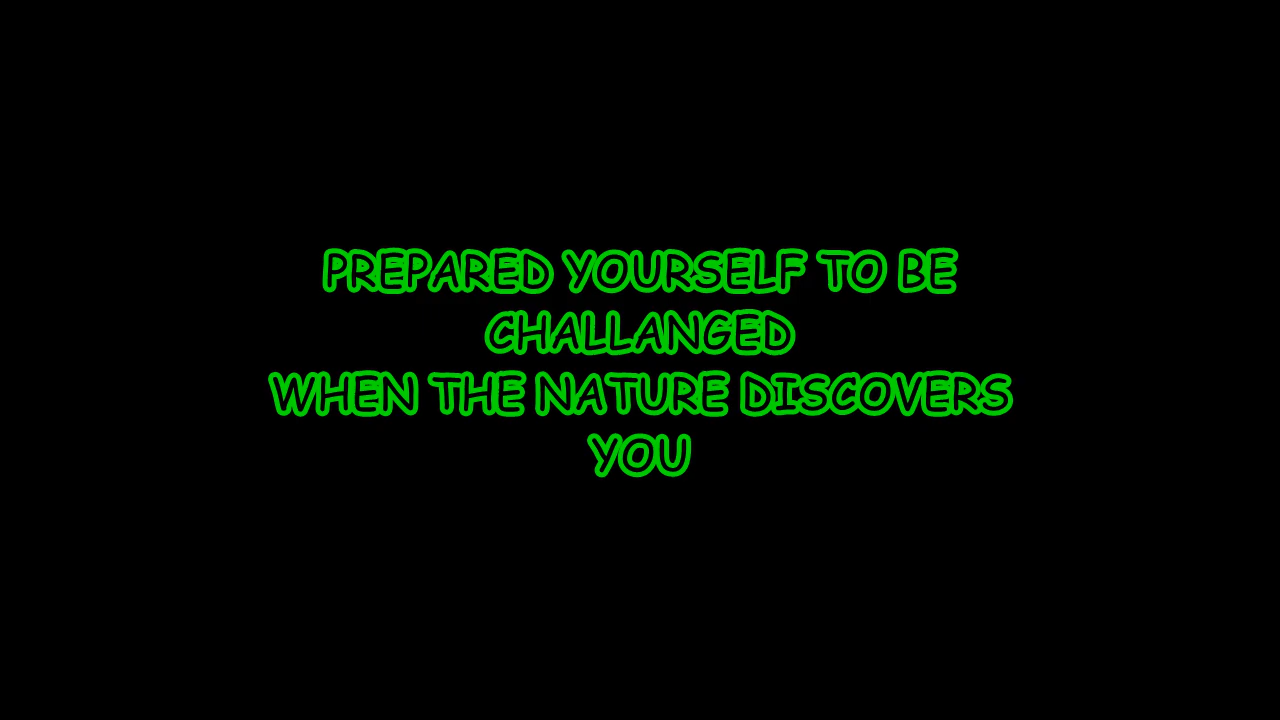 PREPARED YOURSELF TO BE
CHALLANGED
WHEN THE NATURE DISCOVERS
YOU